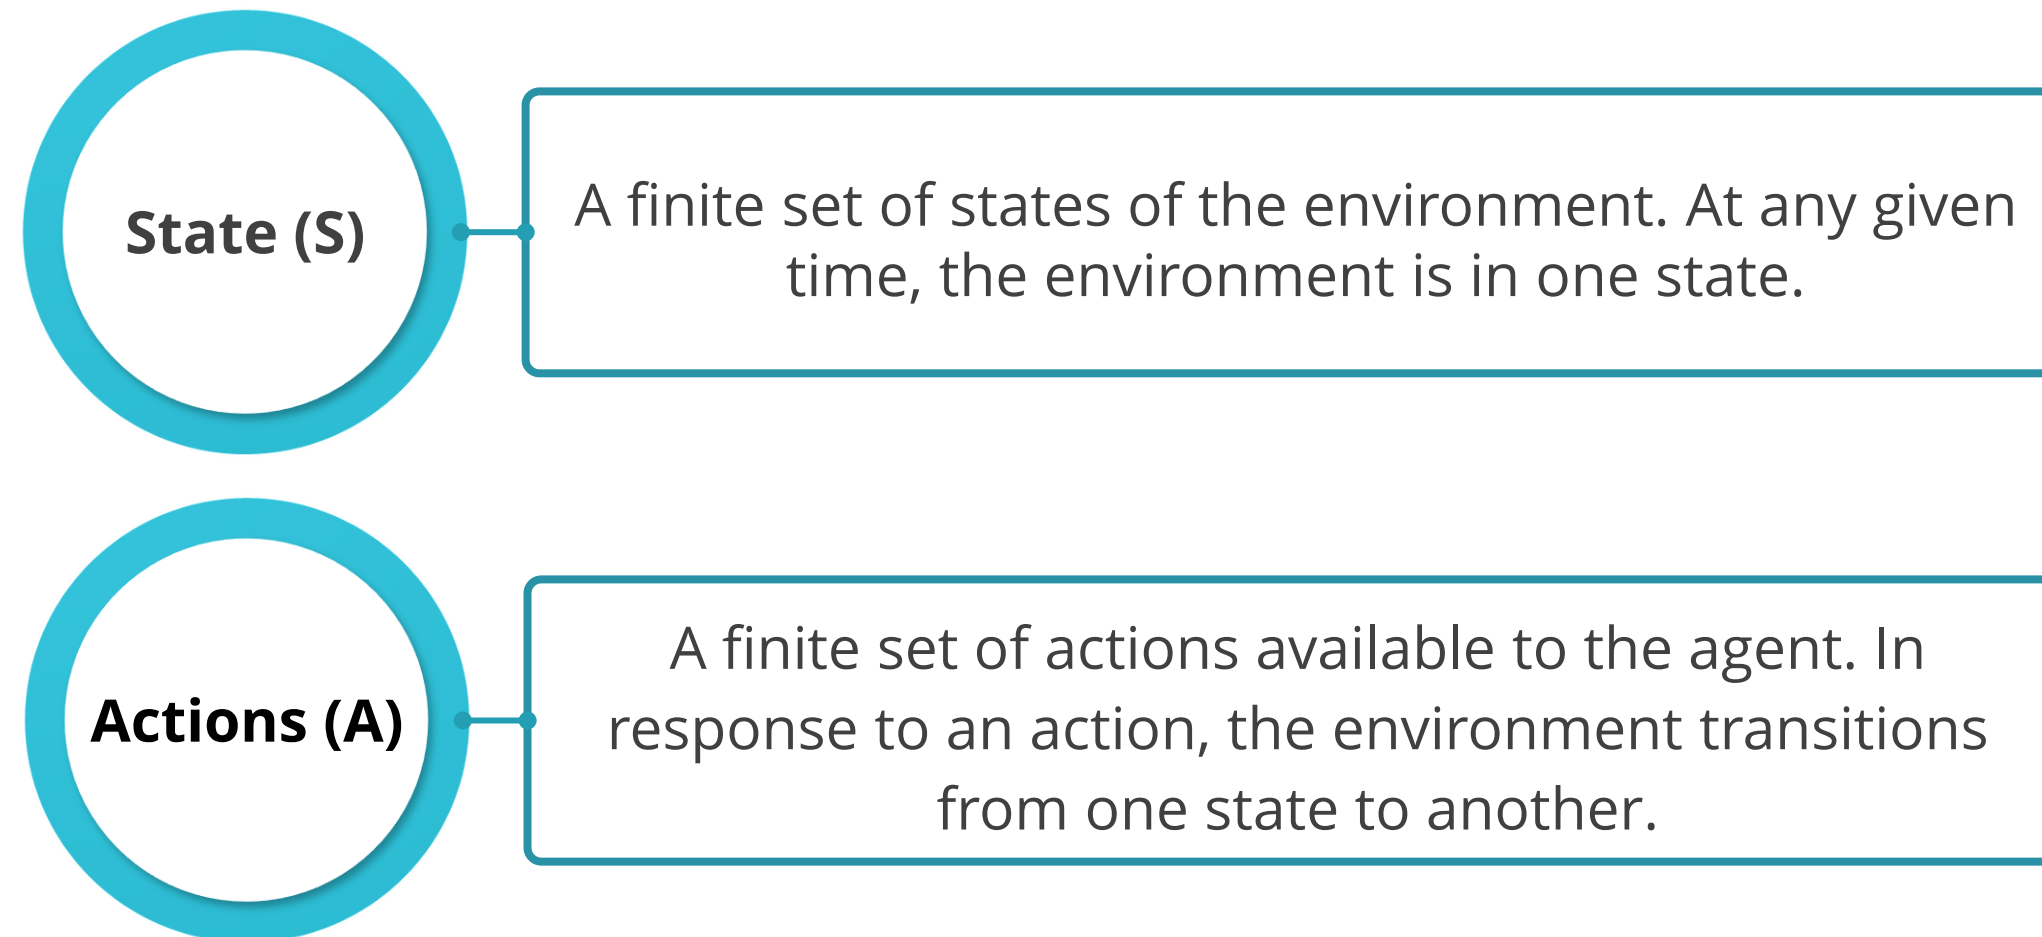 State (S)
A finite set of states of the environment. At any given
time, the environment is in one state.
Actions (A)
A finite set of actions available to the agent. In
response to an action, the environment transitions
from one state to another.